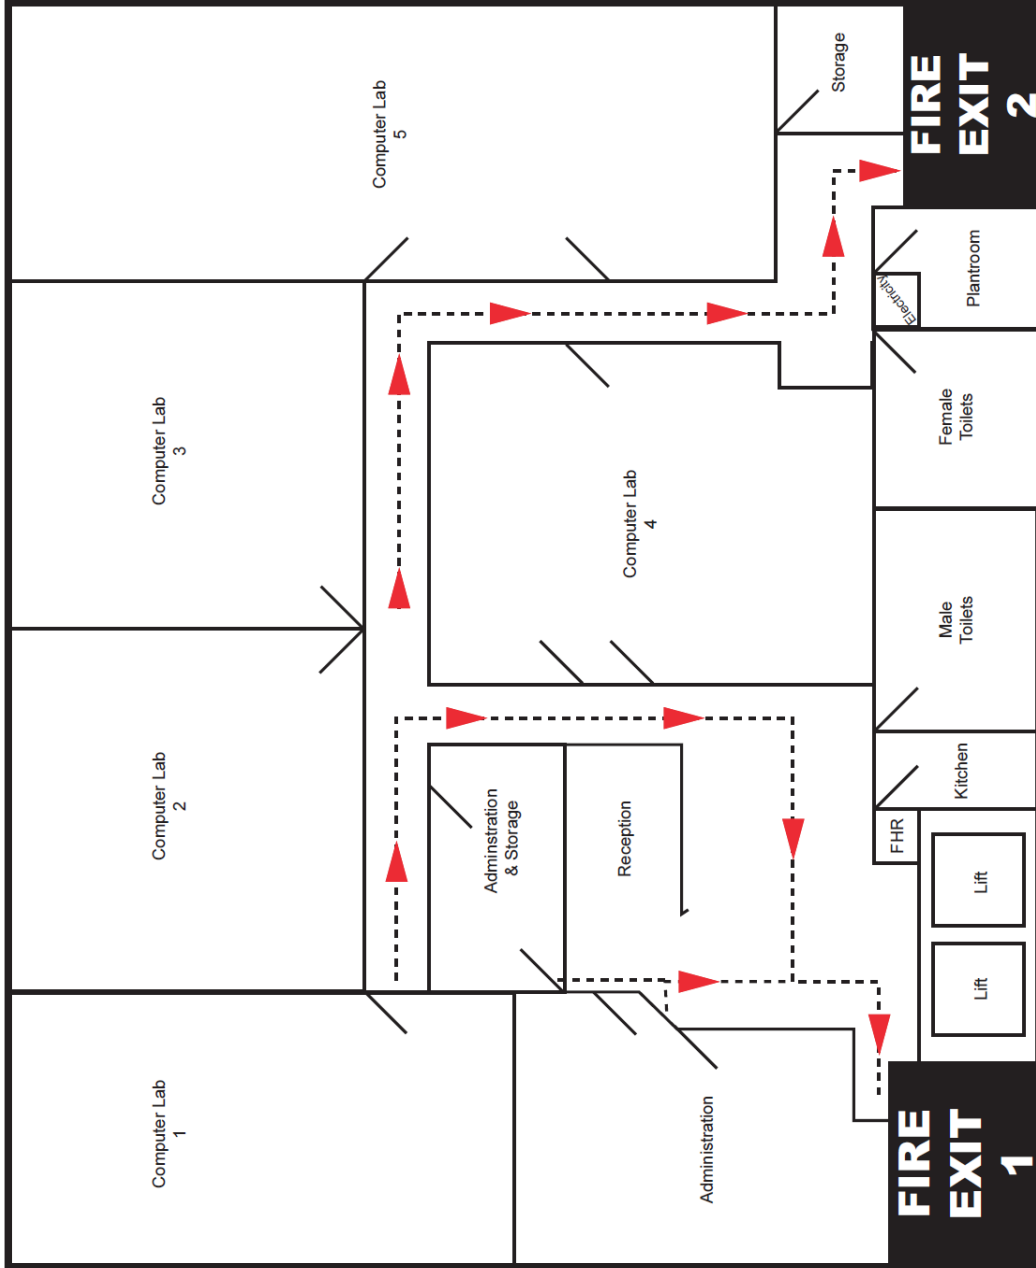 Computer Lab
1
Computer Lab
2
Computer Lab
3
Computer Lab
5
Adminstration
& Storage
Reception
Computer Lab
4
Administration
Storage
FIRE
EXIT
1
FHR
Lift
Lift
Kitchen
Male
Toilets
Female
Toilets
Electricity
Plantroom
FIRE
EXIT
2